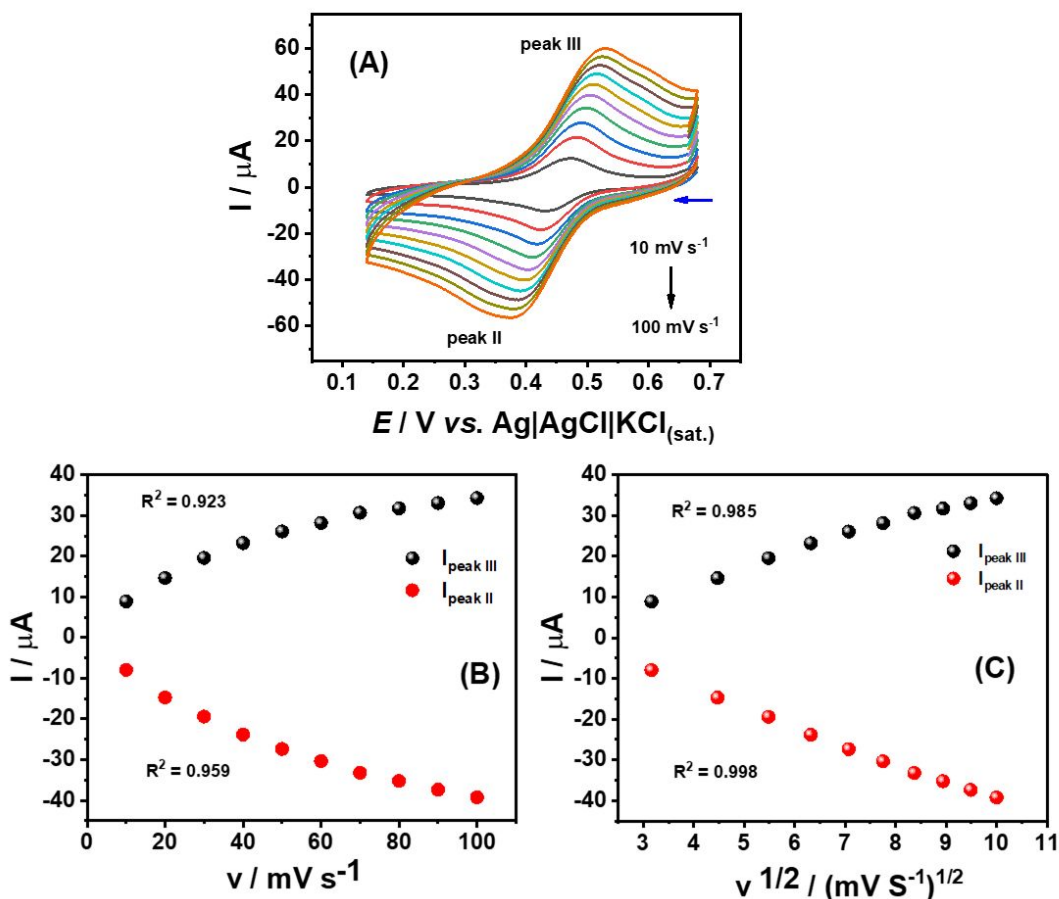 (A)
peak III
60
40
20
0
-20
-40
-60
I / μA
10 mV s-1
100 mV s-1
peak II
0.1 0.2 0.3 0.4 0.5 0.6 0.7
E / V vs. Ag|AgCl|KCl(sat.)
40
30
20
10
0
-10
-20
-30
-40
I / μA
R2 = 0.923
I peak III
I peak II
(B)
R2 = 0.959
0 20 40 60 80 100
v / mV s-1
40
30
20
10
0
-10
-20
-30
-40
I / μA
R2 = 0.985
I peak III
I peak II
(C)
R2 = 0.998
3 4 5 6 7 8 9 10 11
v 1/2 / (mV S-1)1/2